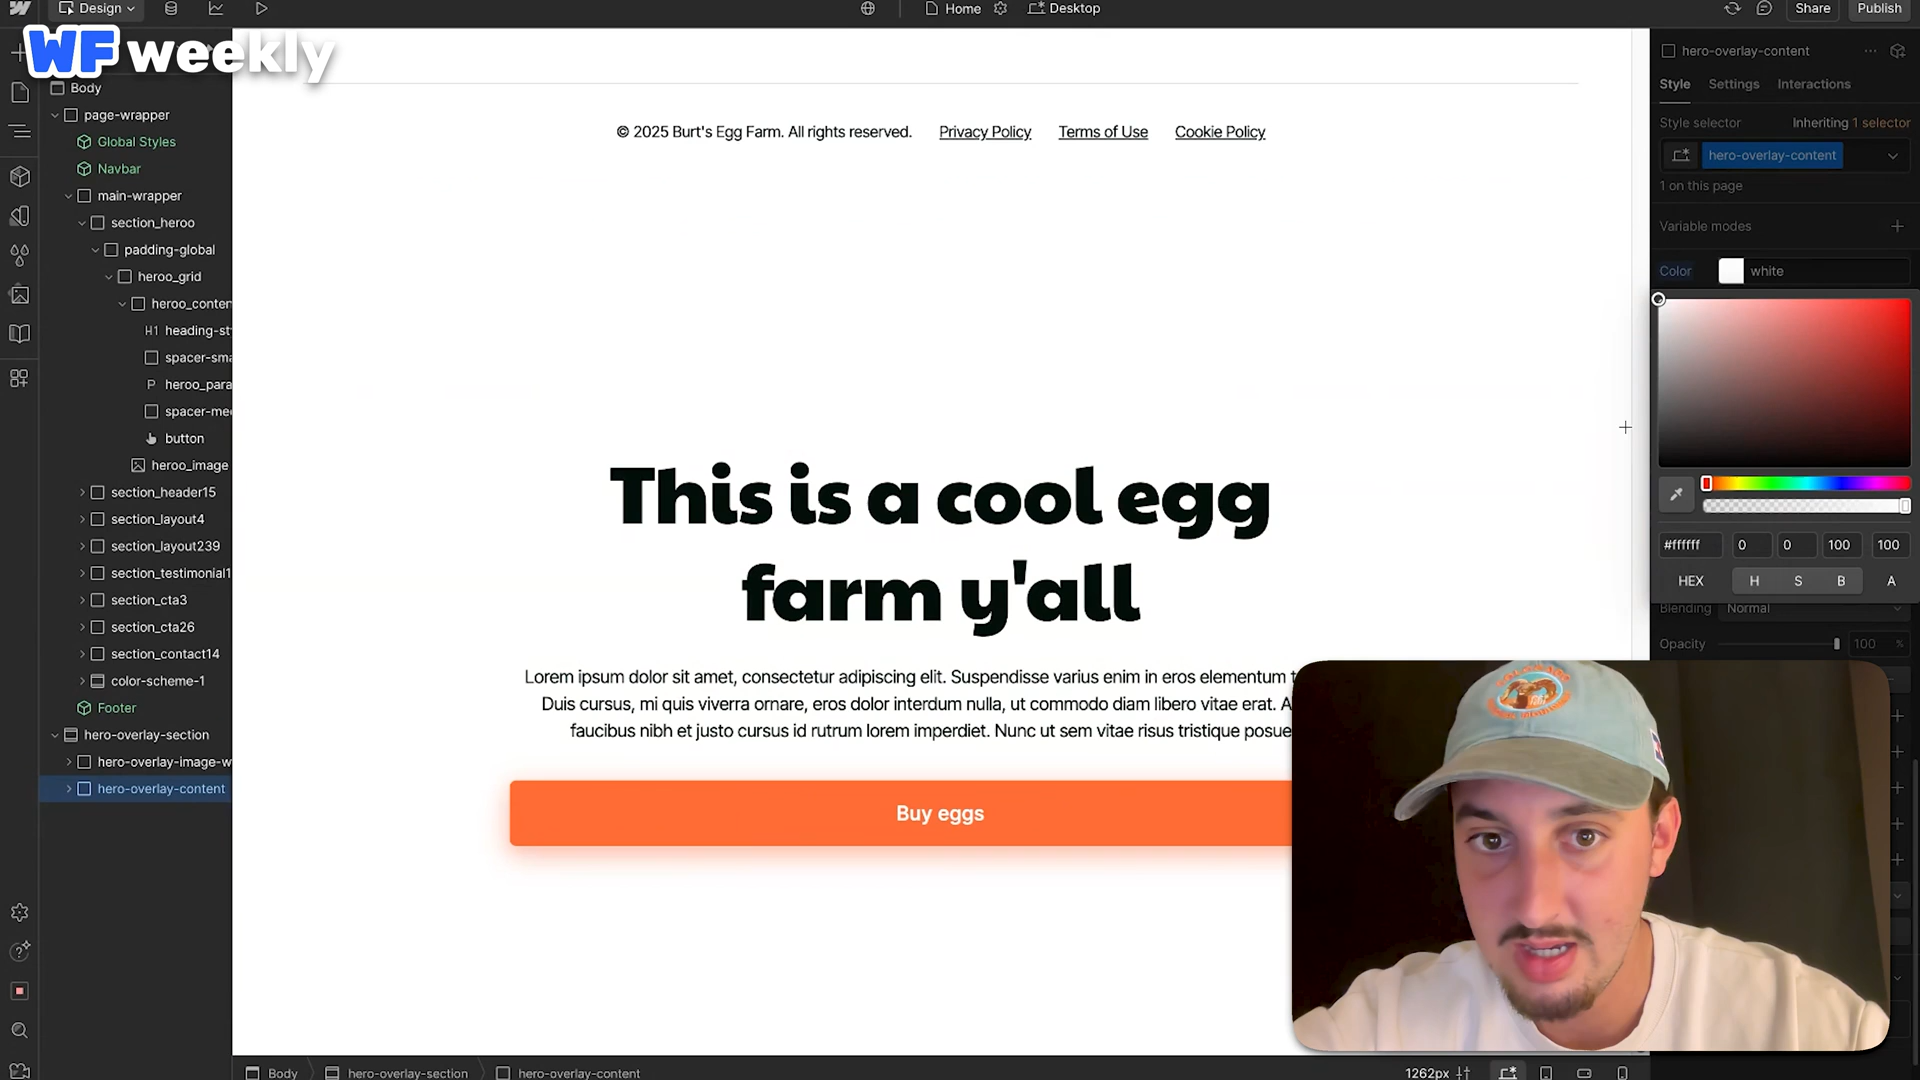 Design
Home
Desktop
Share
Publish
WF weekly
Body
page-wrapper
Global Styles
Navbar
main-wrapper
section_heroo
padding-global
heroo_grid
heroo_conten
H1 heading-st
spacer-sma
P heroo_para
spacer-me
button
heroo_image
section_header15
section_layout4
section_layout239
section_testimonial1
section_cta3
section_cta26
section_contact14
color-scheme-1
Footer
hero-overlay-section
hero-overlay-image-w
hero-overlay-content
© 2025 Burt's Egg Farm. All rights reserved. Privacy Policy Terms of Use Cookie Policy
This is a cool egg
farm y'all
Lorem ipsum dolor sit amet, consectetur adipiscing elit. Suspendisse varius enim in eros elementum t
Duis cursus, mi quis viverra ornare, eros dolor interdum nulla, ut commodo diam libero vitae erat. A
faucibus nibh et justo cursus id rutrum lorem imperdiet. Nunc ut sem vitae risus tristique posue
Buy eggs
hero-overlay-content
Style Settings Interactions
Style selector Inheriting 1 selector
hero-overlay-content
1 on this page
Variable modes
Color white
#ffffff 0 0 100 100
HEX H S B A
Blending Normal
Opacity 100 %
Body hero-overlay-section hero-overlay-content
1262px